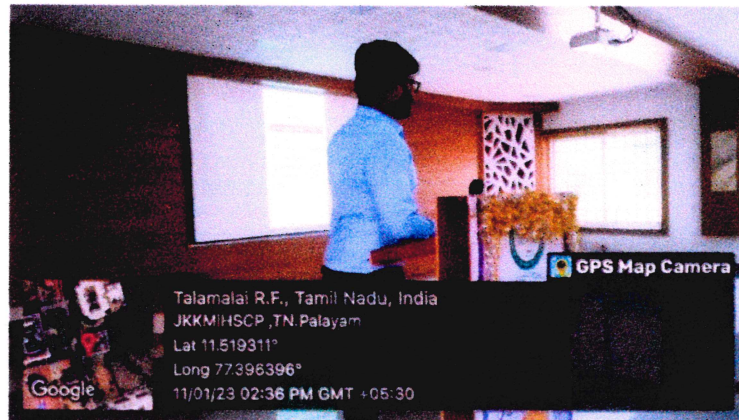 GPS Map Camera
Talamalai R.F., Tamil Nadu, India
JKKMIHSCP ,TN.Palayam
Lat 11.519311°
Long 77.396396°
11/01/23 02:36 PM GMT +05:30
Google